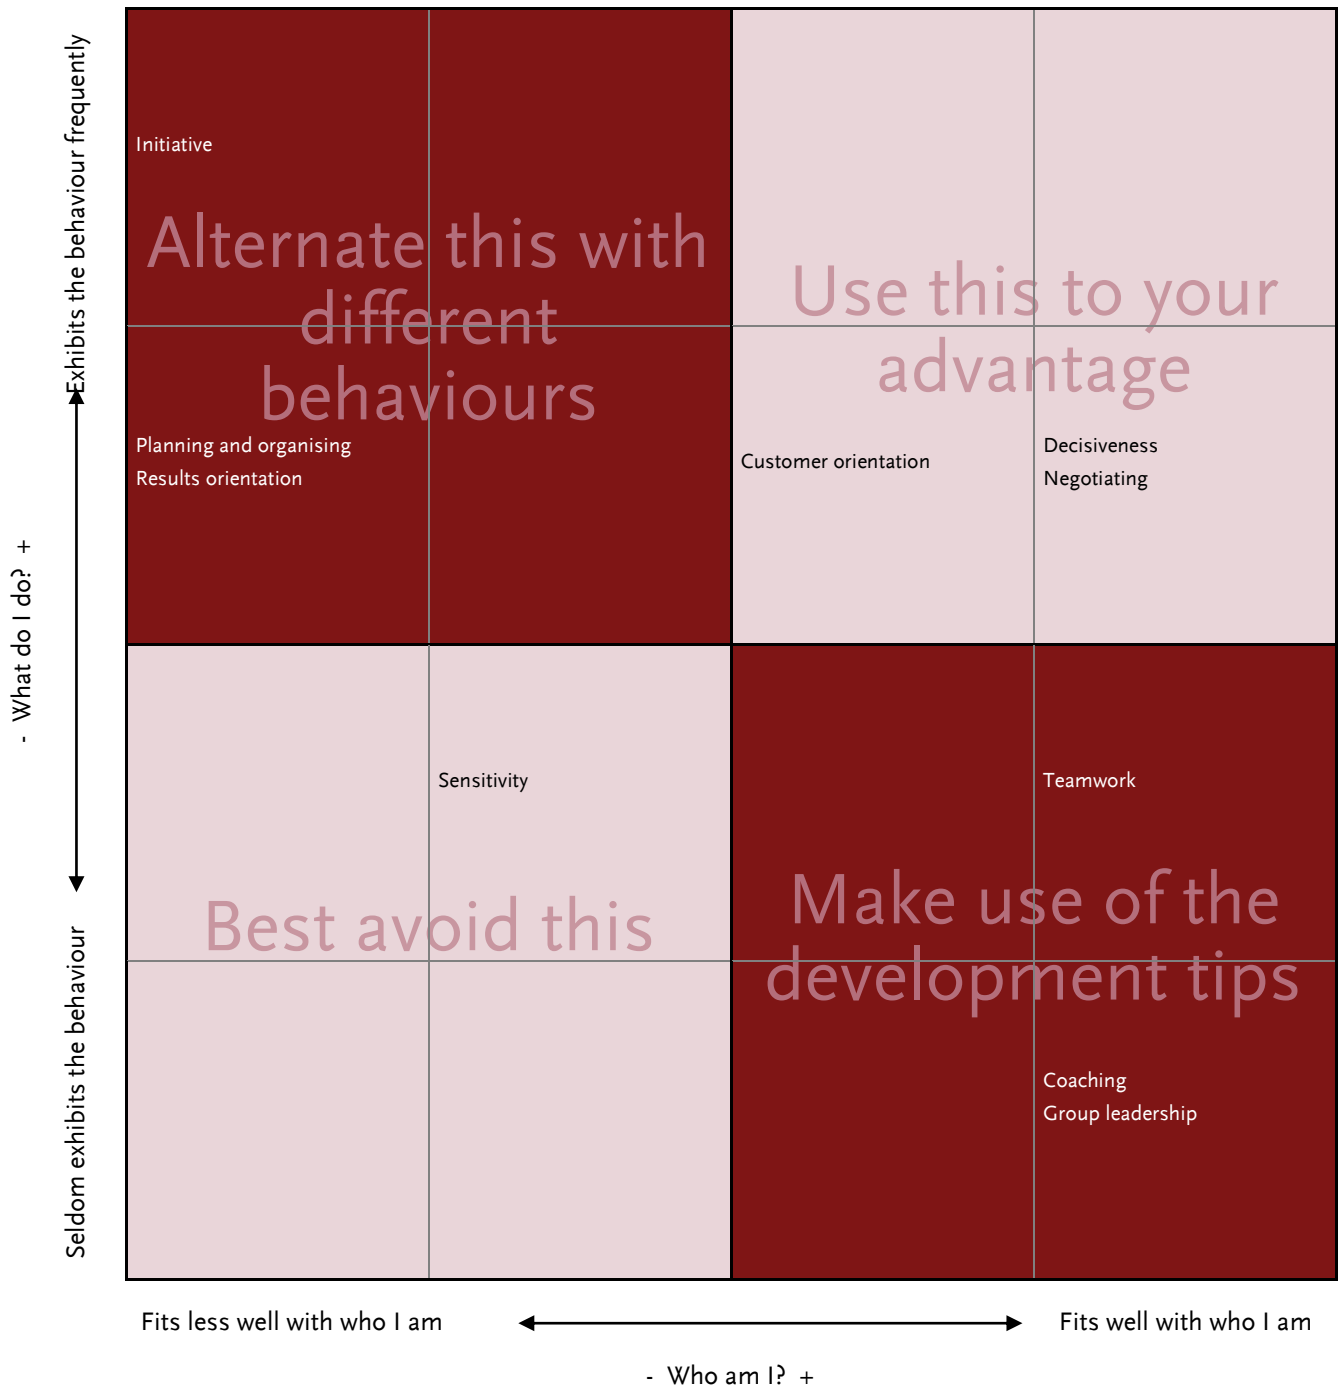 Exhibits the behaviour frequently
Initiative
Alternate this with
different
behaviours
Use this to your
advantage
Planning and organising
Results orientation
Customer orientation
Decisiveness
Negotiating
- What do I do? +
Sensitivity
Teamwork
Best avoid this
Make use of the
development tips
Seldom exhibits the behaviour
Coaching
Group leadership
Fits less well with who I am
Fits well with who I am
- Who am I? +